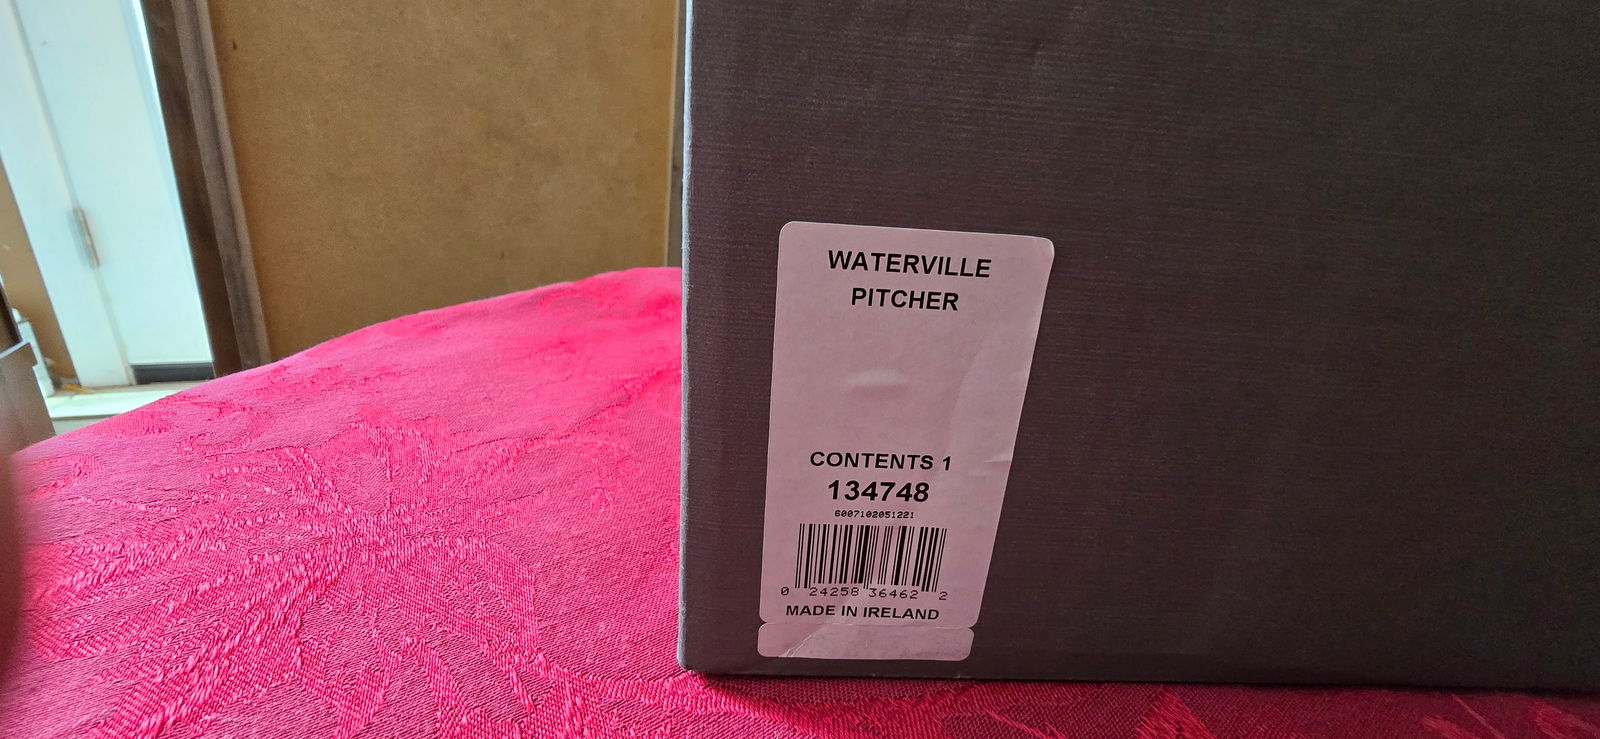 WATERVILLE
PITCHER
CONTENTS 1
134748
6007102051221
0 24258 36462 2
MADE IN IRELAND